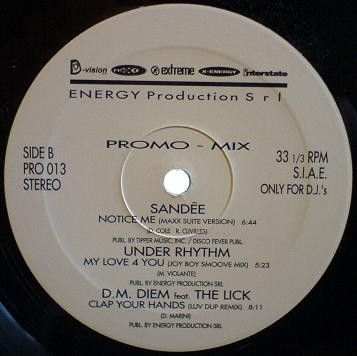 D-vision nexo extreme X-ENERGY interstate
ENERGY Production Srl
PROMO - MIX
SIDE B
PRO 013
STEREO
33 1/3 RPM
S.I.A.E.
ONLY FOR D.J.'s
SANDÉE
NOTICE ME (MAXX SUITE VERSION) 6:44
(D. COLE R. CLIVILLES)
PUBL. BY TIPPER MUSIC, INC. / DISCO FEVER PUBL.
UNDER RHYTHM
MY LOVE 4 YOU (JOY BOY SMOOVE MIX) 5:23
(M. VIOLANTE)
PUBL. BY ENERGY PRODUCTION SRL
D.M. DIEM feat. THE LICK
CLAP YOUR HANDS (LUV DUP REMIX) 8:11
(D. MARINI)
PUBL. BY ENERGY PRODUCTION SRL